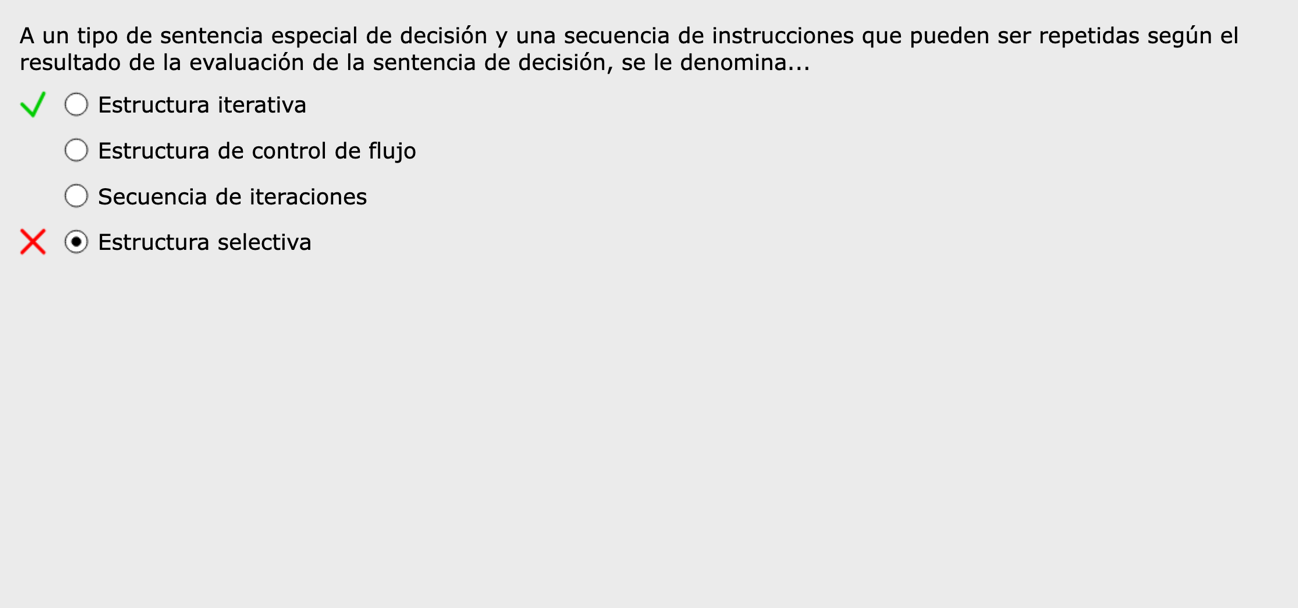 A un tipo de sentencia especial de decisión y una secuencia de instrucciones que pueden ser repetidas según el
resultado de la evaluación de la sentencia de decisión, se le denomina...
Estructura iterativa
Estructura de control de flujo
Secuencia de iteraciones
Estructura selectiva